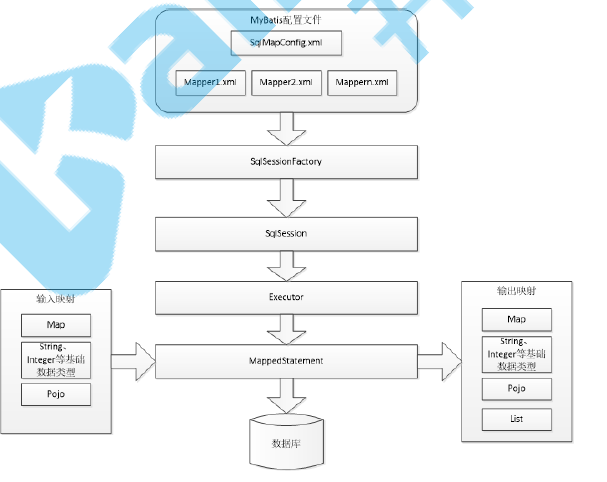 MyBatis配置文件
SqlMapConfig.xml
Mapper1.xml Mapper2.xml Mappern.xml
SqlSessionFactory
SqlSession
Executor
输入映射
Map
String、
Integer等基础
数据类型
Pojo
MappedStatement
输出映射
Map
String、
Integer等基础
数据类型
Pojo
List
数据库